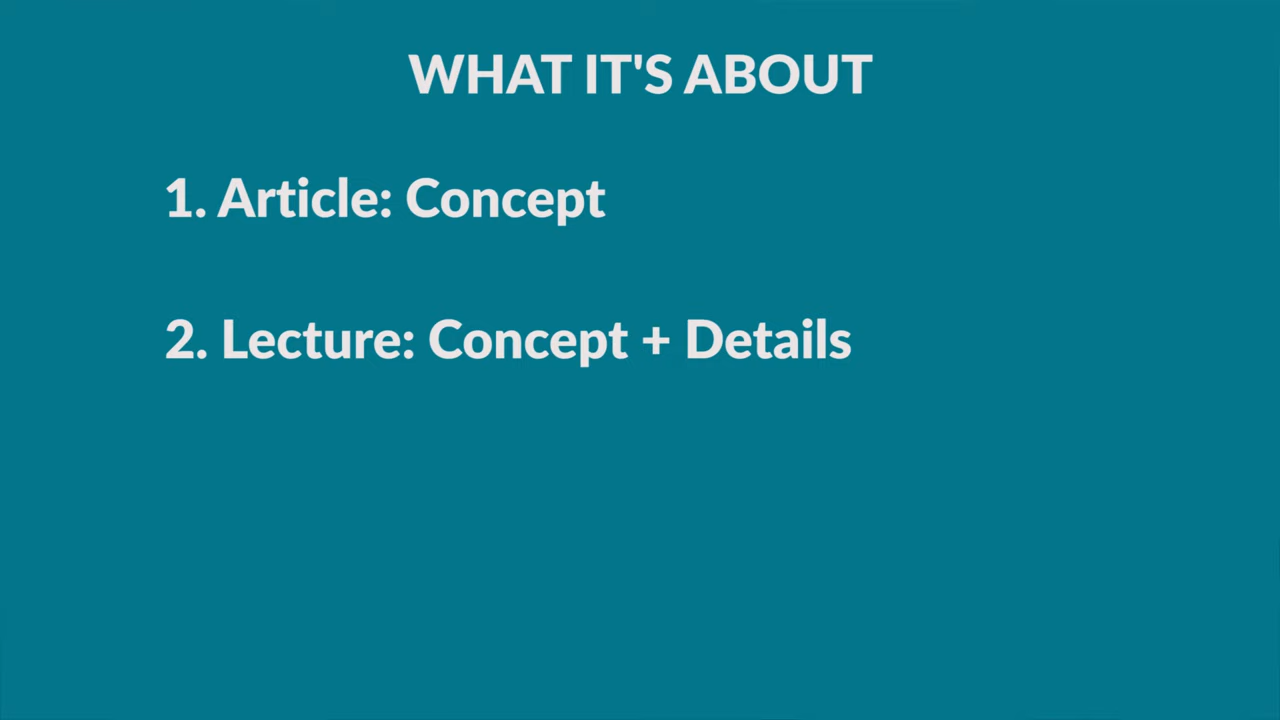 WHAT IT'S ABOUT
1. Article: Concept
2. Lecture: Concept + Details